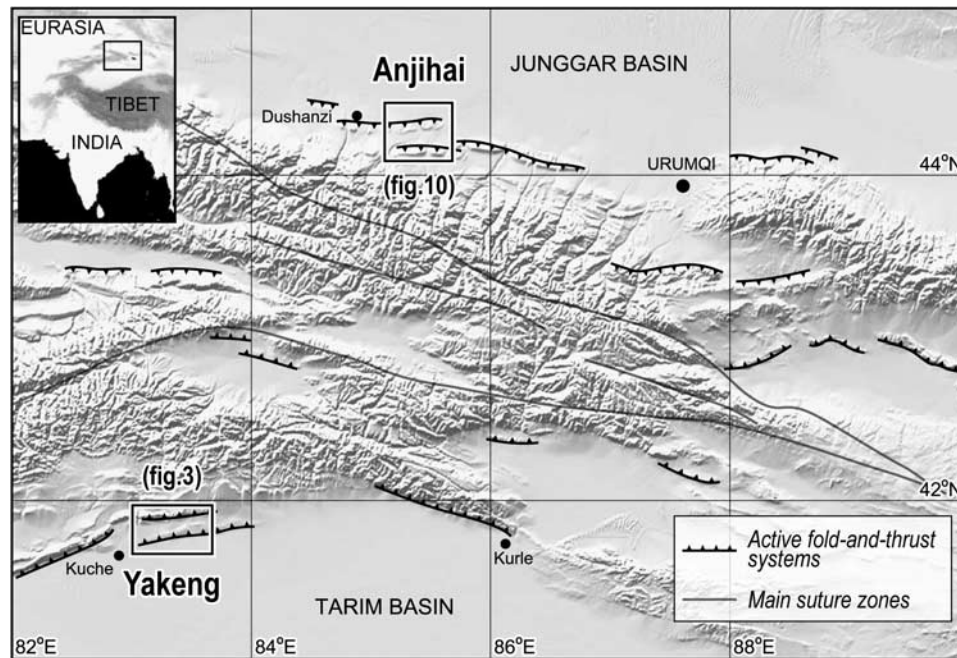 EURASIA
TIBET
INDIA
Anjihai
JUNGGAR BASIN
Dushanzi
(fig.10)
URUMQI
44°N
42°N
(fig.3)
Kuche
Yakeng
Kurle
TARIM BASIN
Active fold-and-thrust
systems
Main suture zones
82°E
84°E
86°E
88°E